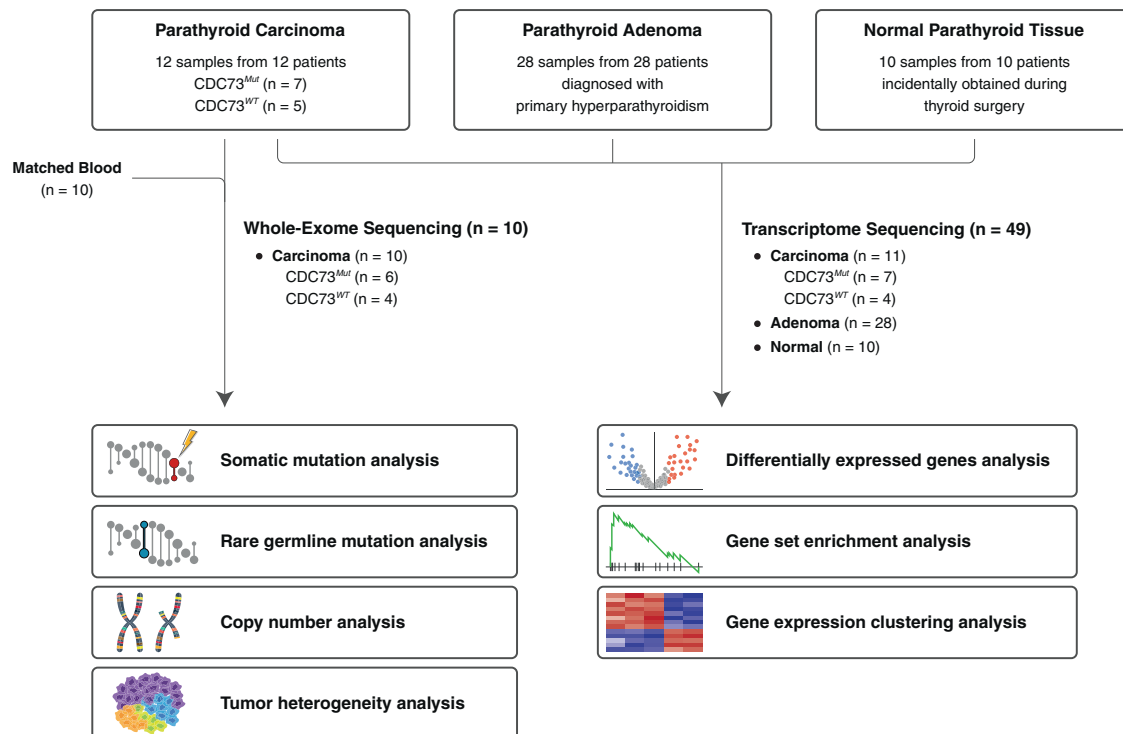 Parathyroid Carcinoma
12 samples from 12 patients
CDC73Mut (n = 7)
CDC73WT (n = 5)
Parathyroid Adenoma
28 samples from 28 patients
diagnosed with
primary hyperparathyroidism
Normal Parathyroid Tissue
10 samples from 10 patients
incidentally obtained during
thyroid surgery
Matched Blood
(n = 10)
Whole-Exome Sequencing (n = 10)
• Carcinoma (n = 10)
CDC73Mut (n = 6)
CDC73WT (n = 4)
Transcriptome Sequencing (n = 49)
• Carcinoma (n = 11)
CDC73Mut (n = 7)
CDC73WT (n = 4)
• Adenoma (n = 28)
• Normal (n = 10)
Somatic mutation analysis
Rare germline mutation analysis
Copy number analysis
Tumor heterogeneity analysis
Differentially expressed genes analysis
Gene set enrichment analysis
Gene expression clustering analysis